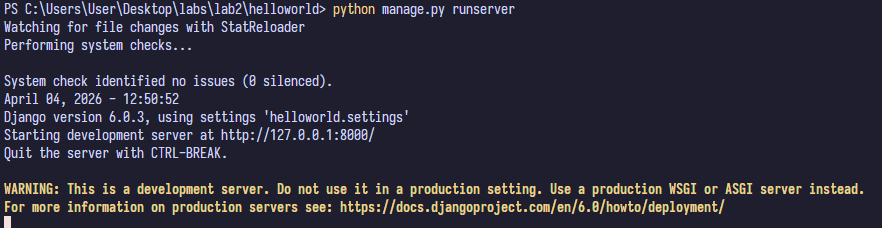 PS C:\Users\User\Desktop\labs\lab2\helloworld> python manage.py runserver
Watching for file changes with StatReloader
Performing system checks...
System check identified no issues (0 silenced).
April 04, 2026 - 12:50:52
Django version 6.0.3, using settings 'helloworld.settings'
Starting development server at http://127.0.0.1:8000/
Quit the server with CTRL-BREAK.
WARNING: This is a development server. Do not use it in a production setting. Use a production WSGI or ASGI server instead.
For more information on production servers see: https://docs.djangoproject.com/en/6.0/howto/deployment/